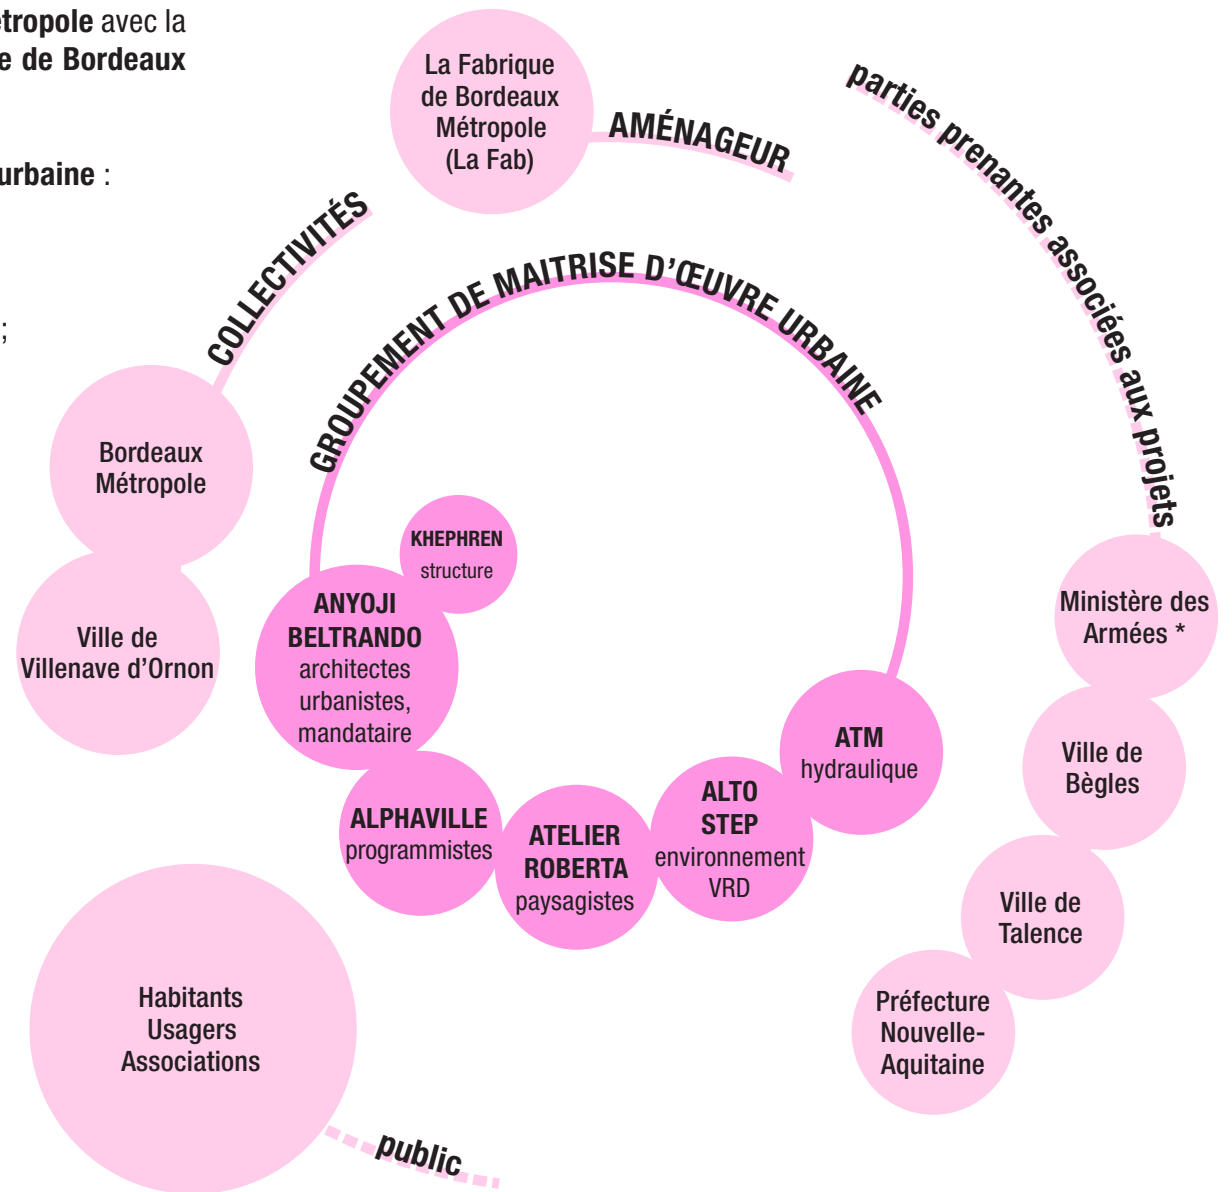 étropole avec la
e de Bordeaux
urbaine :
;
La Fabrique
de Bordeaux
Métropole
(La Fab)
AMÉNAGEUR
parties prenantes associées aux projets
COLLECTIVITÉS
GROUPEMENT DE MAITRISE D’ŒUVRE URBAINE
Bordeaux
Métropole
Ville de
Villenave d’Ornon
KHEPHREN
structure
ANYOJI
BELTRANDO
architectes
urbanistes,
mandataire
ALPHAVILLE
programmistes
ATELIER
ROBERTA
paysagistes
ALTO
STEP
environnement
VRD
ATM
hydraulique
Ministère des
Armées *
Ville de
Bègles
Ville de
Talence
Préfecture
Nouvelle-
Aquitaine
Habitants
Usagers
Associations
public